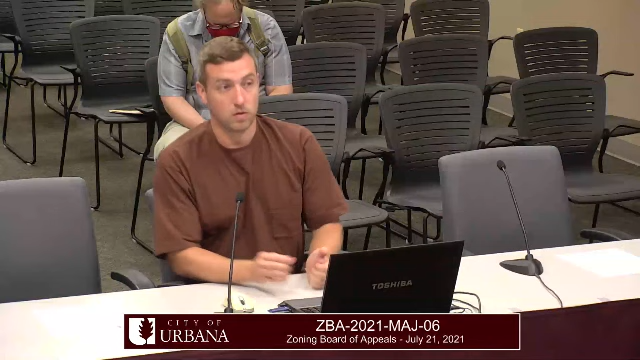 TOSHIBA
CITY OF
URBANA
ZBA-2021-MAJ-06
Zoning Board of Appeals - July 21, 2021